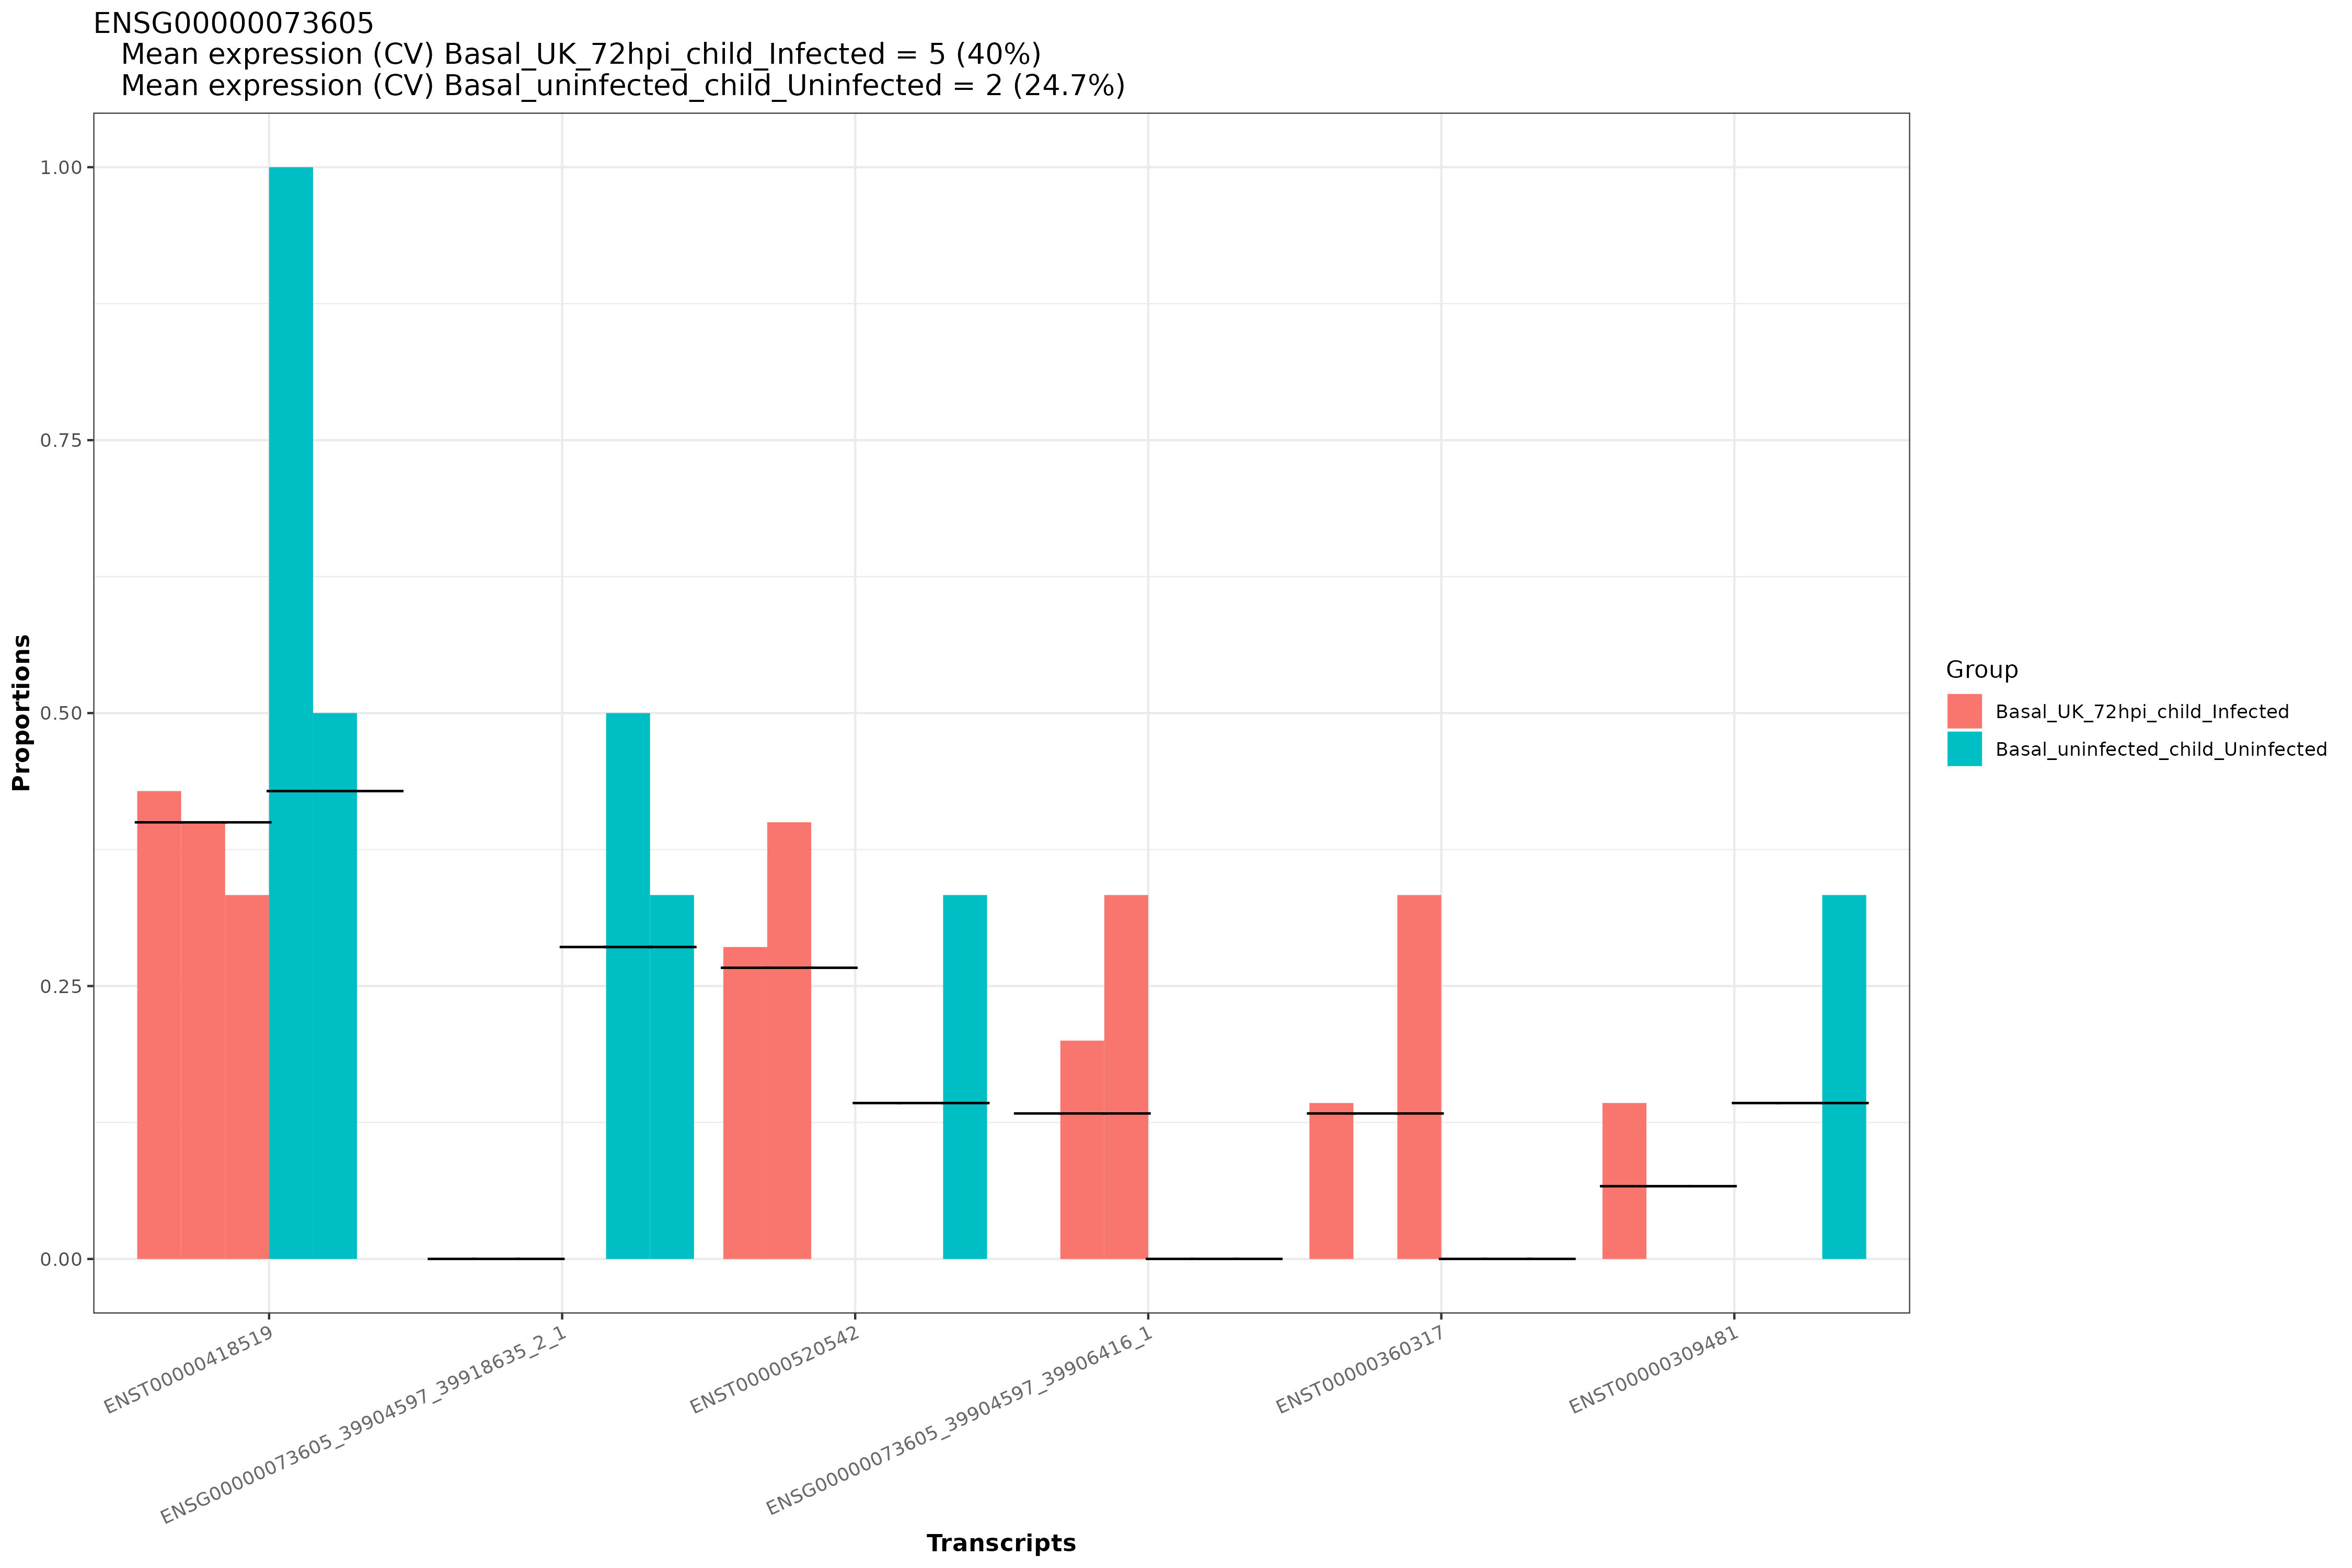 ENSG00000073605
Mean expression (CV) Basal_UK_72hpi_child_Infected = 5 (40%)
Mean expression (CV) Basal_uninfected_child_Uninfected = 2 (24.7%)
1.00
0.75
0.50
0.25
0.00
Proportions
ENST00000418519
ENSG00000073605_39904597_39918635_2_1
ENST00000520542
ENSG00000073605_39904597_39906416_1
ENST00000360317
ENST00000309481
Transcripts
Group
Basal_UK_72hpi_child_Infected
Basal_uninfected_child_Uninfected